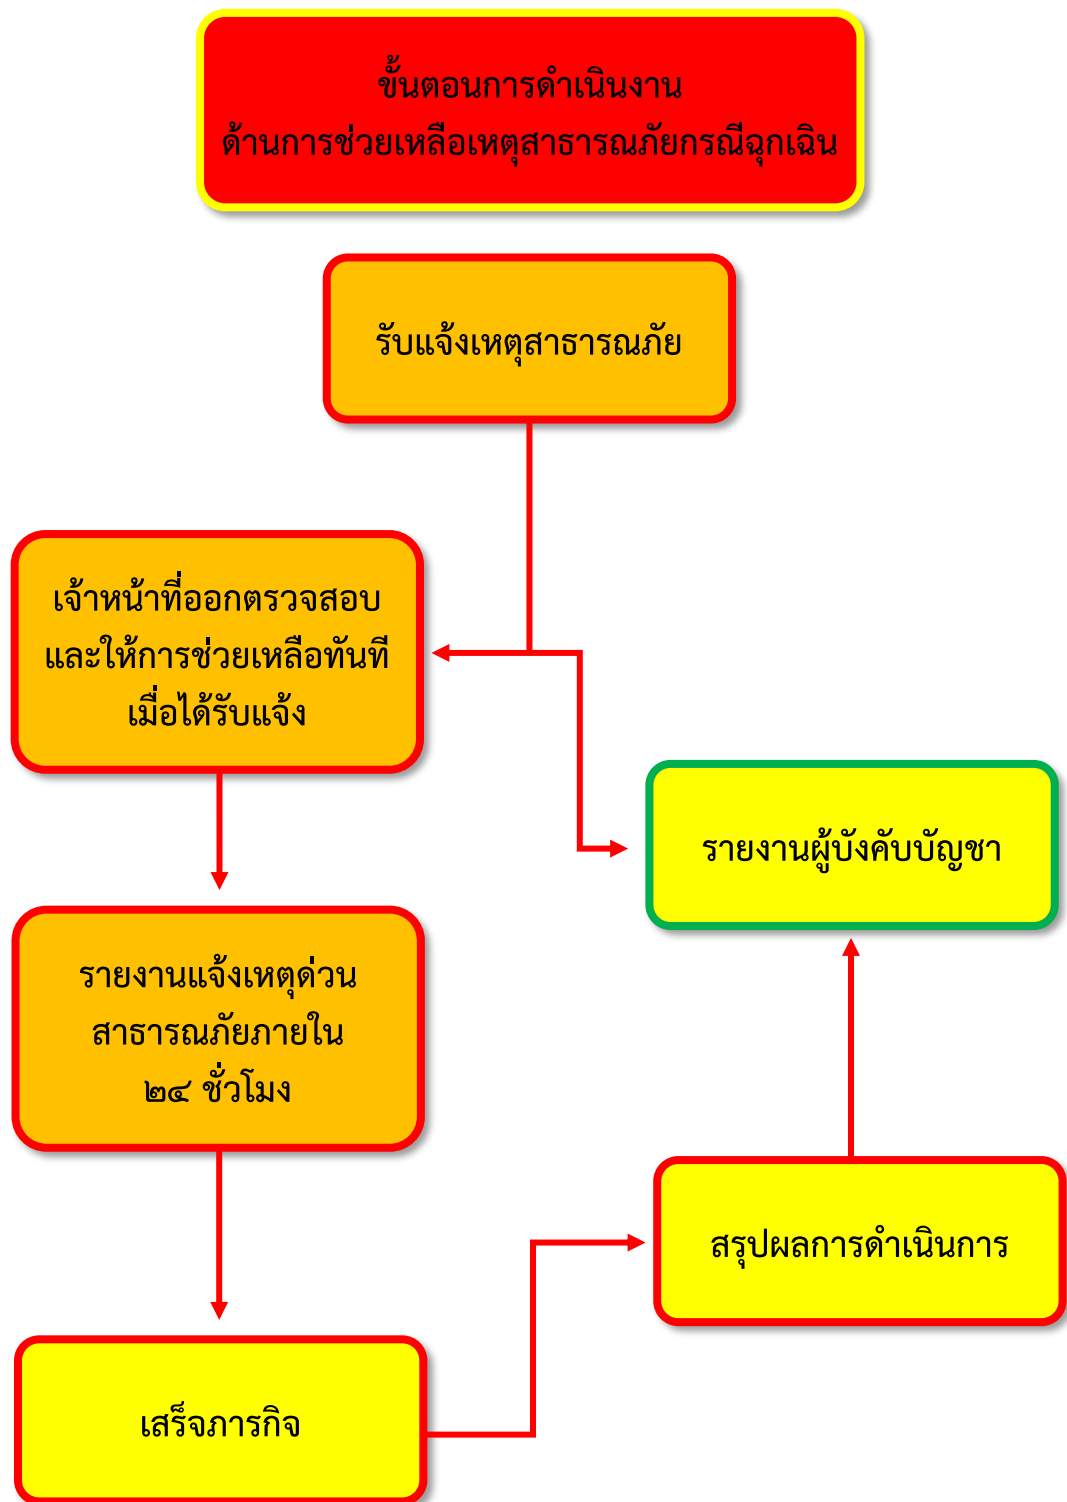 ขั้นตอนการดำเนินงาน
ด้านการช่วยเหลือเหตุสาธารณภัยกรณีฉุกเฉิน
รับแจ้งเหตุสาธารณภัย
เจ้าหน้าที่ออกตรวจสอบ
และให้การช่วยเหลือทันที
เมื่อได้รับแจ้ง
รายงานผู้บังคับบัญชา
รายงานแจ้งเหตุด่วน
สาธารณภัยภายใน
๒๔ ชั่วโมง
สรุปผลการดำเนินการ
เสร็จภารกิจ